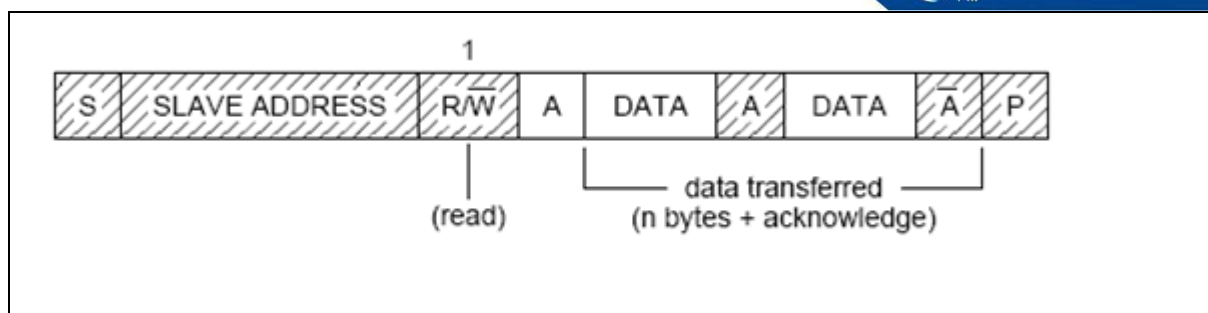 1
S SLAVE ADDRESS R/W̅ A DATA A DATA A̅ P
data transferred
(read) (n bytes + acknowledge)